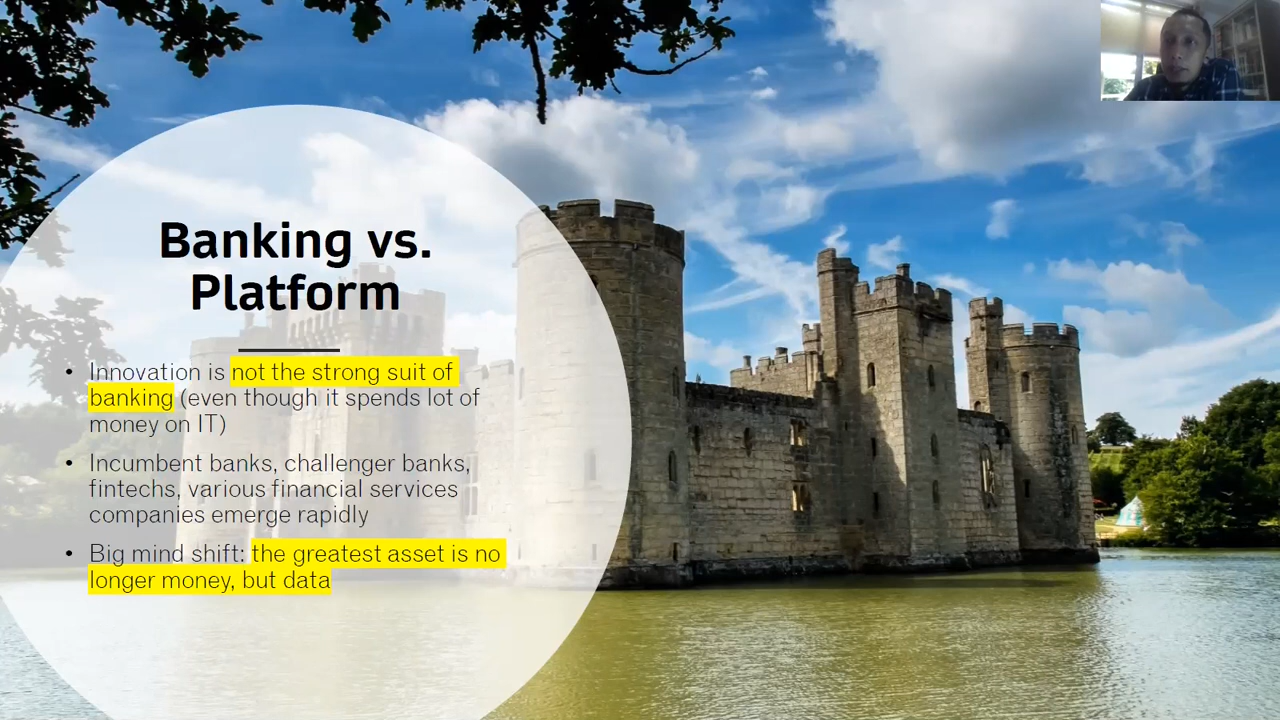 Banking vs.
Platform
• Innovation is not the strong suit of
banking (even though it spends lot of
money on IT)
• Incumbent banks, challenger banks,
fintechs, various financial services
companies emerge rapidly
• Big mind shift: the greatest asset is no
longer money, but data